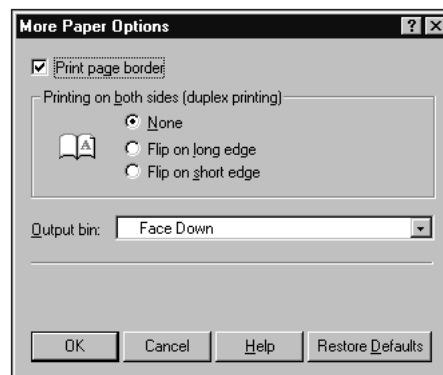 More Paper Options
Print page border
Printing on both sides (duplex printing)
None
Flip on long edge
Flip on short edge
A
Output bin: Face Down
OK Cancel Help Restore Defaults